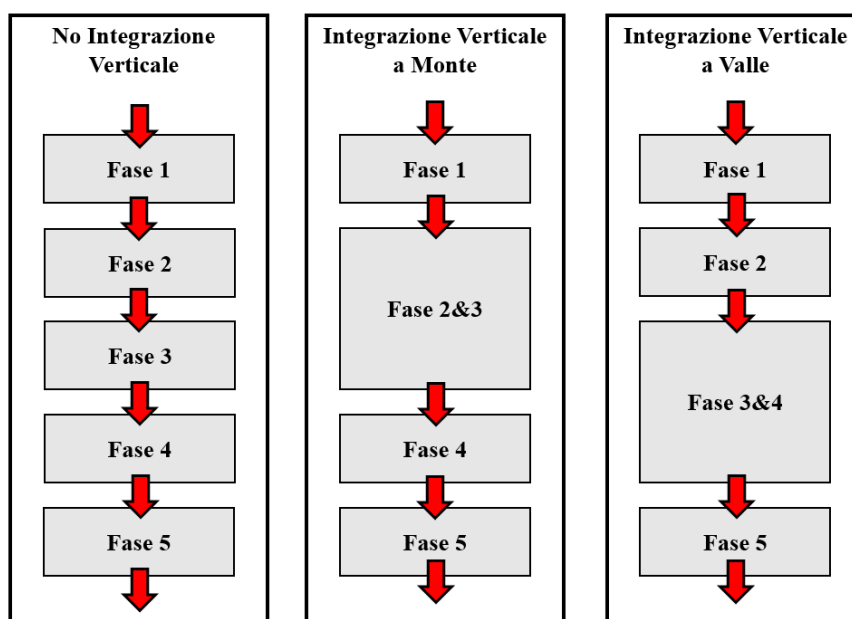 No Integrazione
Verticale
Fase 1
Fase 2
Fase 3
Fase 4
Fase 5
Integrazione Verticale
a Monte
Fase 1
Fase 2&3
Fase 4
Fase 5
Integrazione Verticale
a Valle
Fase 1
Fase 2
Fase 3&4
Fase 5